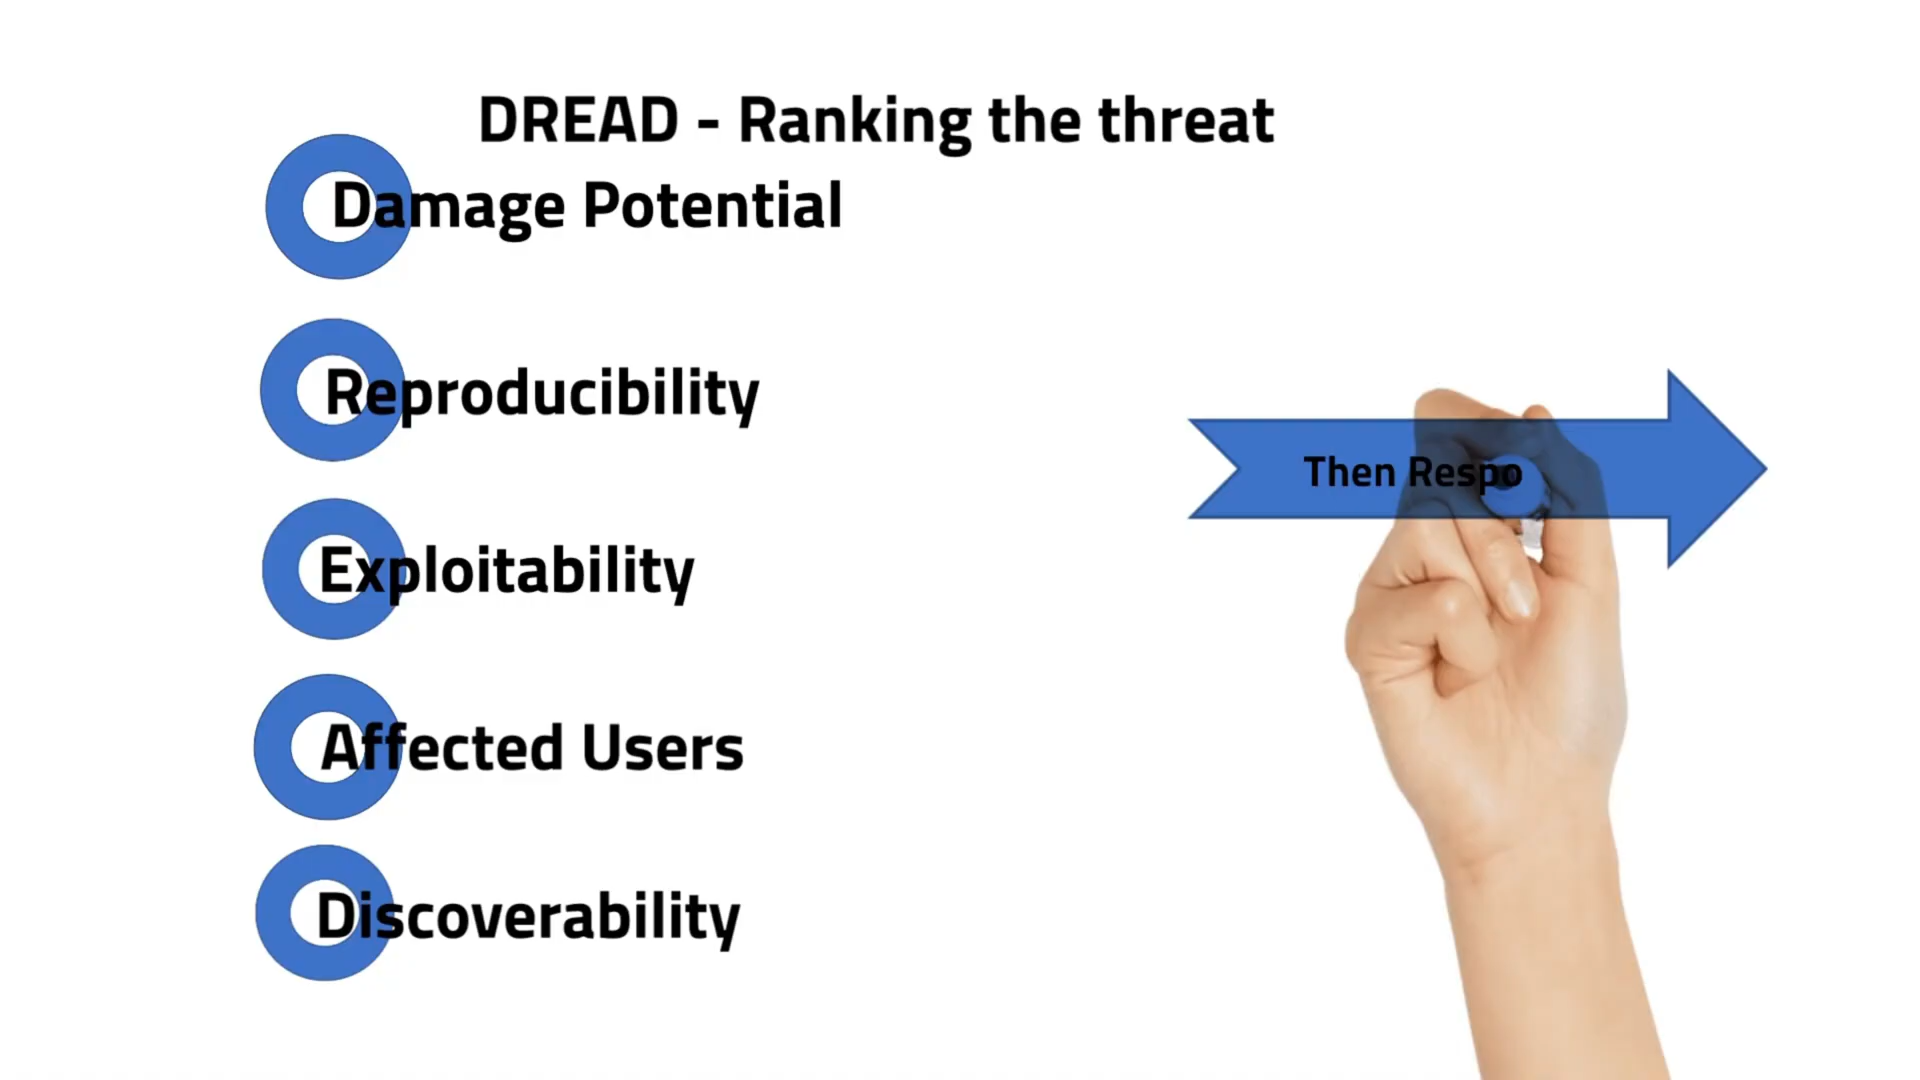 DREAD - Ranking the threat
Damage Potential
Reproducibility
Exploitability
Affected Users
Discoverability
Then Respo